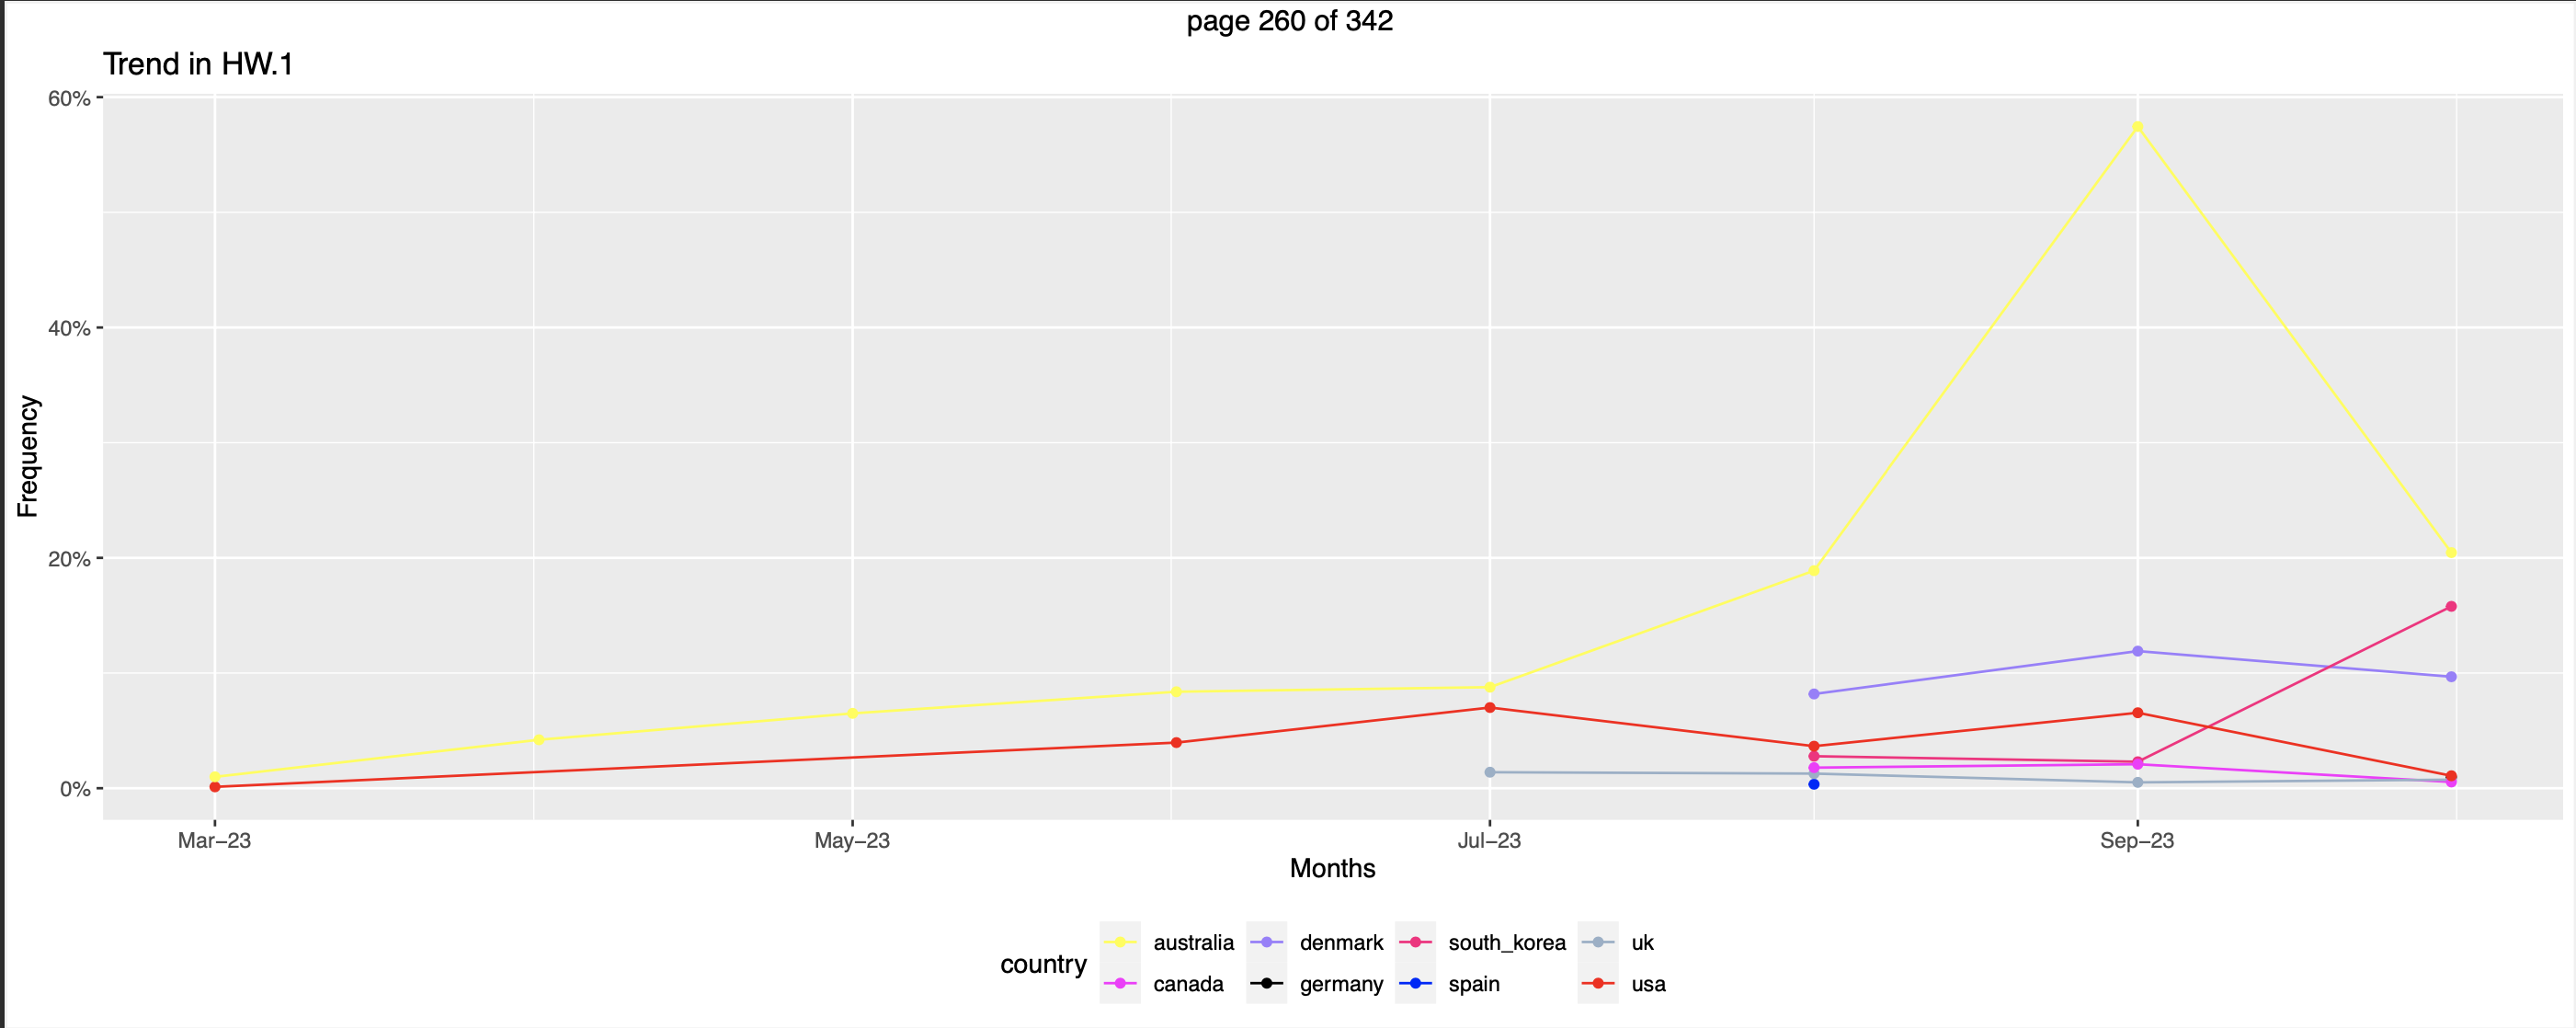 page 260 of 342
Trend in HW.1
60%
40%
20%
0%
Frequency
Mar-23 May-23 Jul-23 Sep-23
Months
country
australia denmark south_korea uk
canada germany spain usa